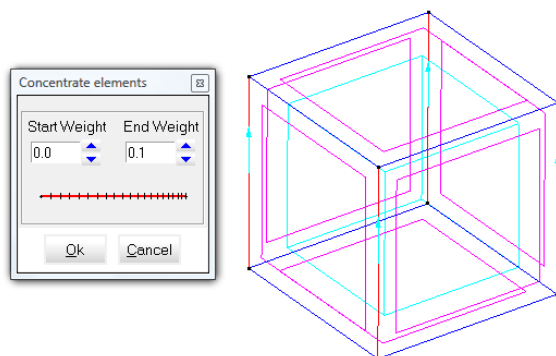 Concentrate elements
Start Weight End Weight
0.0 0.1
Ok Cancel